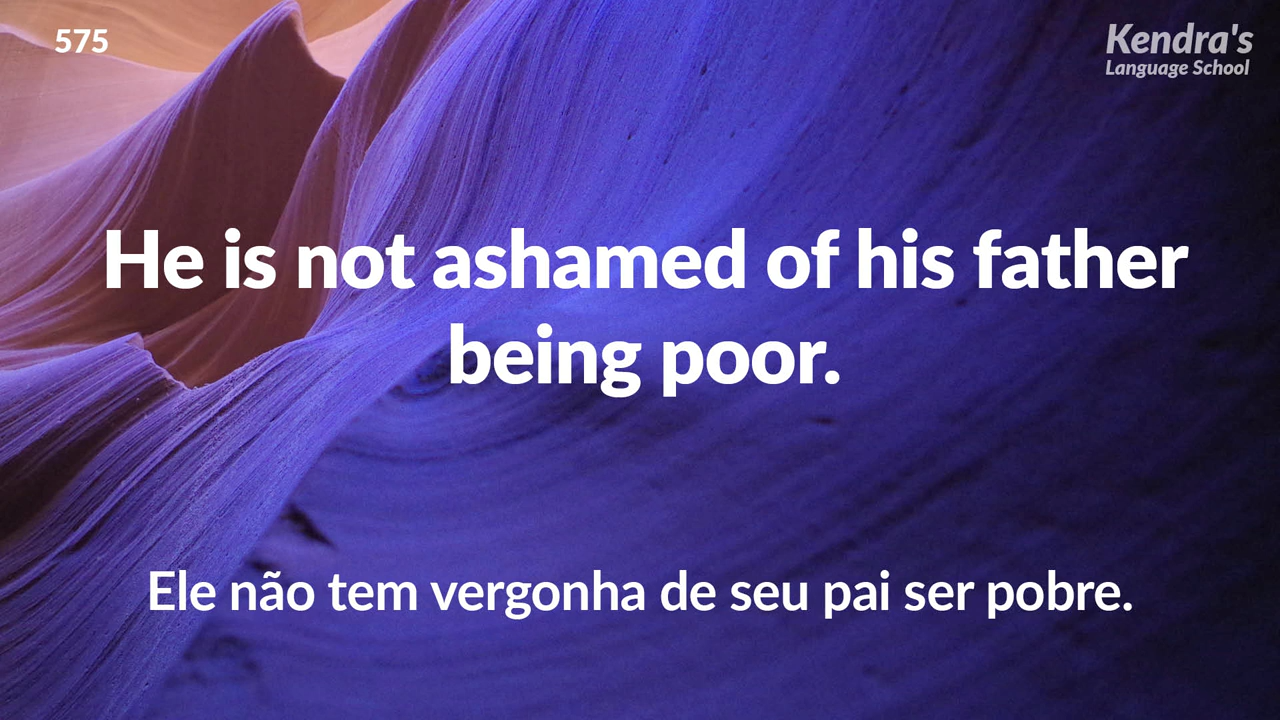 575
Kendra's
Language School
He is not ashamed of his father
being poor.
Ele não tem vergonha de seu pai ser pobre.